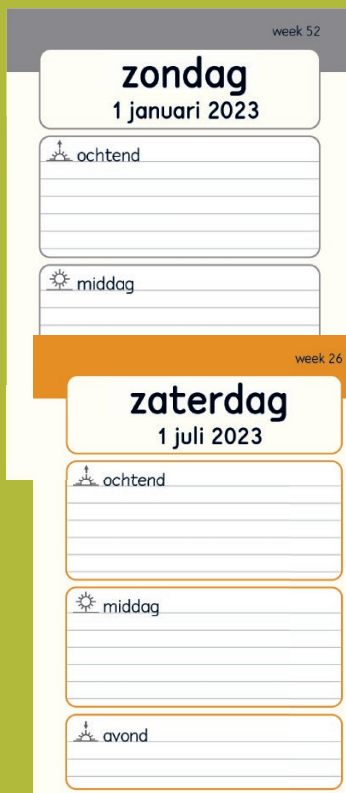 week 52
zondag
1 januari 2023
ochtend
middag
week 26
zaterdag
1 juli 2023
ochtend
middag
avond